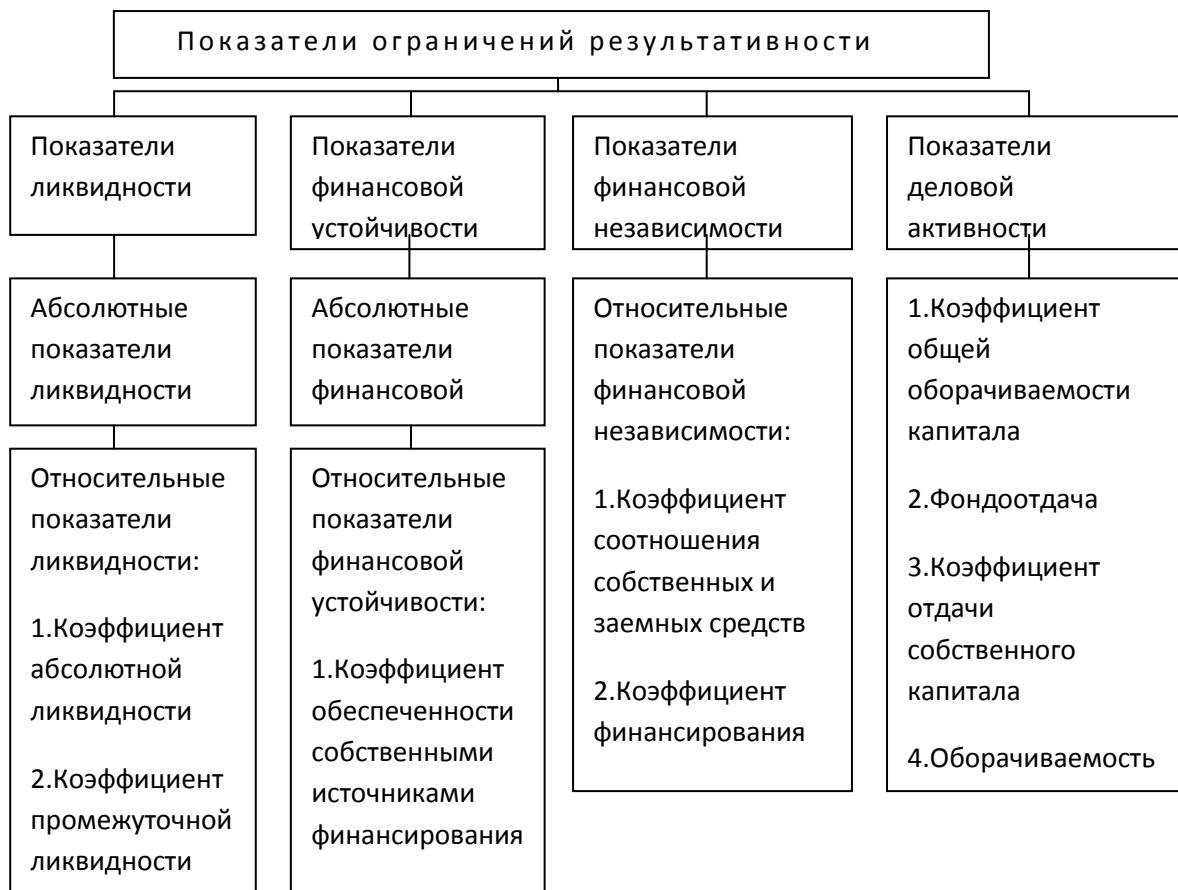 Показатели ограничений результативности
Показатели
ликвидности
Показатели
финансовой
устойчивости
Показатели
финансовой
независимости
Показатели
деловой
активности
Абсолютные
показатели
ликвидности
Абсолютные
показатели
финансовой
Относительные
показатели
финансовой
независимости:
1.Коэффициент
соотношения
собственных и
заемных средств
2.Коэффициент
финансирования
1.Коэффициент
общей
оборачиваемости
капитала
2.Фондоотдача
3.Коэффициент
отдачи
собственного
капитала
4.Оборачиваемость
Относительные
показатели
ликвидности:
1.Коэффициент
абсолютной
ликвидности
2.Коэффициент
промежуточной
ликвидности
Относительные
показатели
финансовой
устойчивости:
1.Коэффициент
обеспеченности
собственными
источниками
финансирования